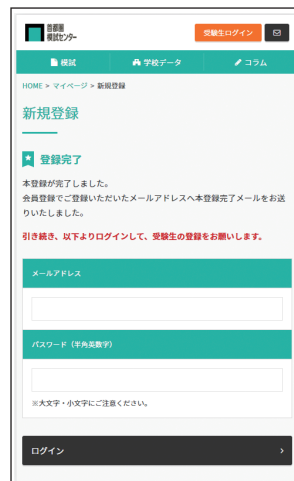 首都圏
模試センター
受験生ログイン
模試 学校データ コラム
HOME > マイページ > 新規登録
新規登録
登録完了
本登録が完了しました。
会員登録でご登録いただいたメールアドレスへ本登録完了メールをお送
りいたしました。
引き続き、以下よりログインして、受験生の登録をお願いします。
メールアドレス
パスワード（半角英数字）
※大文字・小文字にご注意ください。
ログイン